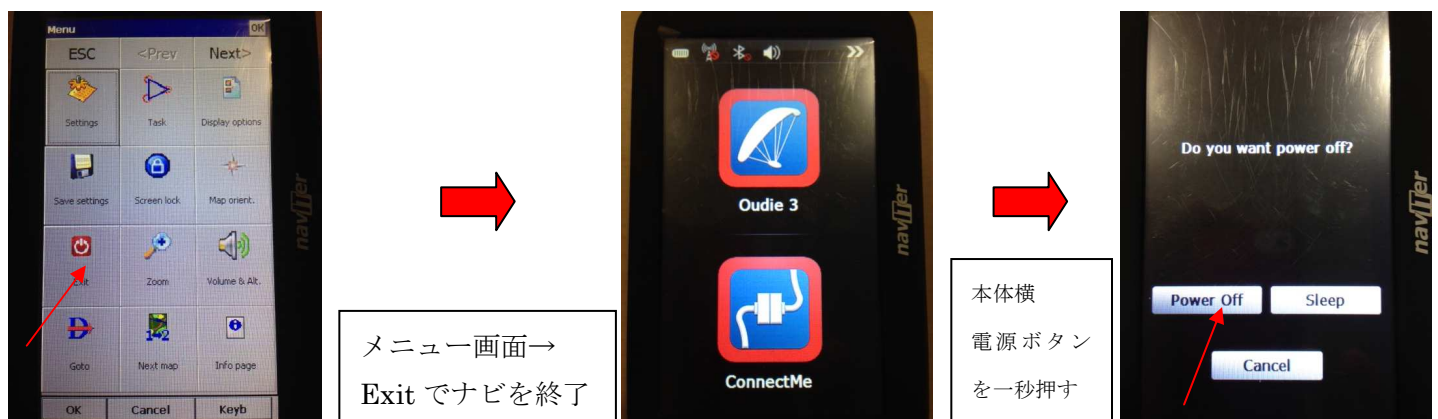 Menu
OK
ESC <Prev Next>
Settings Task Display options
Save settings Screen lock Map orient.
Exit Zoom Volume & Alt.
Goto Next map Info page
OK Cancel Keyb
naviter
メニュー画面→
Exit でナビを終了
Oudie 3
ConnectMe
naviter
本体横
電源ボタン
を一秒押す
Do you want power off?
Power Off Sleep
Cancel
naviter